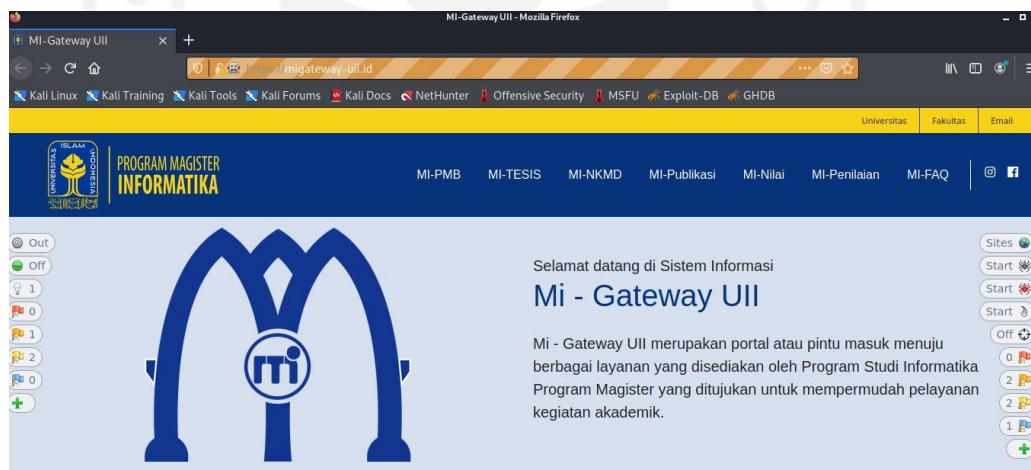 MI-Gateway UII - Mozilla Firefox
MI-Gateway UII
https://migateway-uii.id
Kali Linux Kali Training Kali Tools Kali Forums Kali Docs NetHunter Offensive Security MSFU Exploit-DB GHDB
Universitas Fakultas Email
UNIVERSITAS ISLAM INDONESIA
PROGRAM MAGISTER
INFORMATIKA
MI-PMB MI-TESIS MI-NKMD MI-Publikasi MI-Nilai MI-Penilaian MI-FAQ
Out
Off
1
0
1
2
0
mi
Selamat datang di Sistem Informasi
Mi - Gateway UII
Mi - Gateway UII merupakan portal atau pintu masuk menuju
berbagai layanan yang disediakan oleh Program Studi Informatika
Program Magister yang ditujukan untuk mempermudah pelayanan
kegiatan akademik.
Sites
Start
Start
Start
Off
0
2
2
1